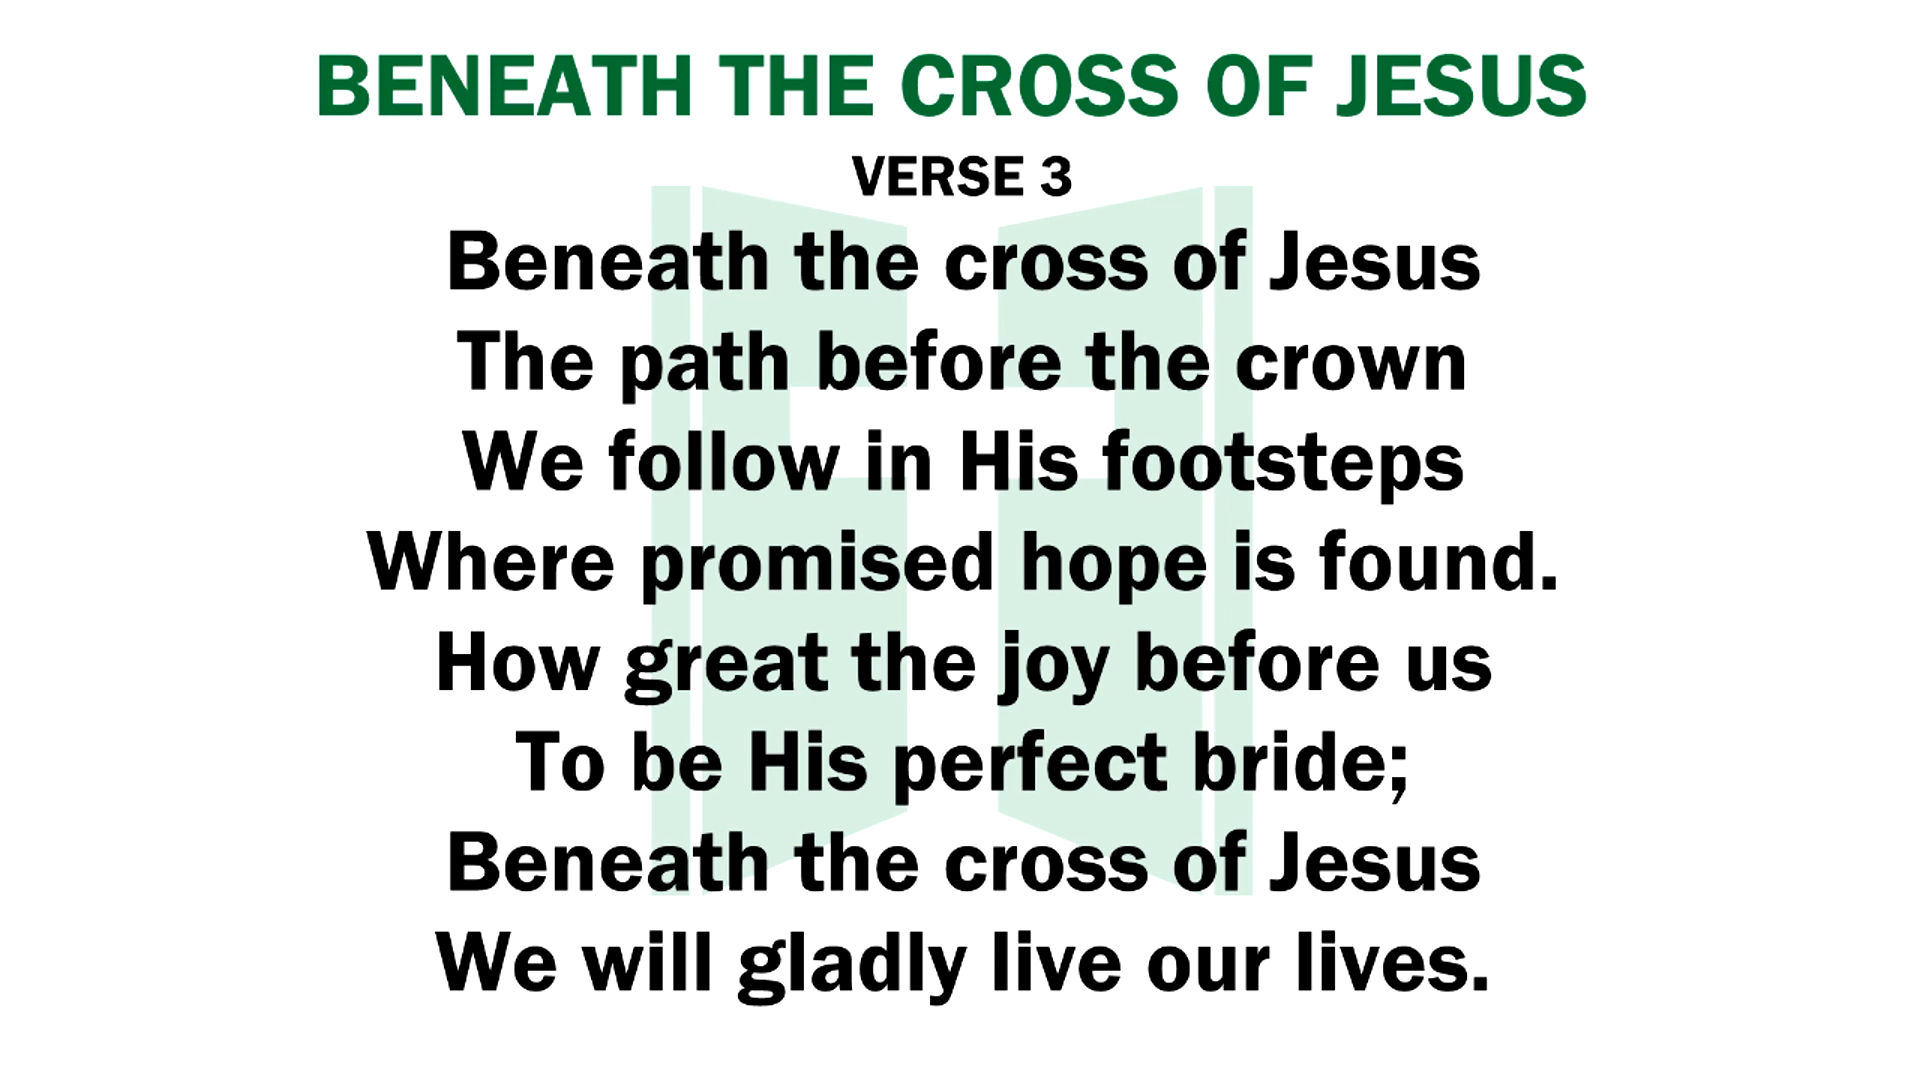 BENEATH THE CROSS OF JESUS
VERSE 3
Beneath the cross of Jesus
The path before the crown
We follow in His footsteps
Where promised hope is found.
How great the joy before us
To be His perfect bride;
Beneath the cross of Jesus
We will gladly live our lives.